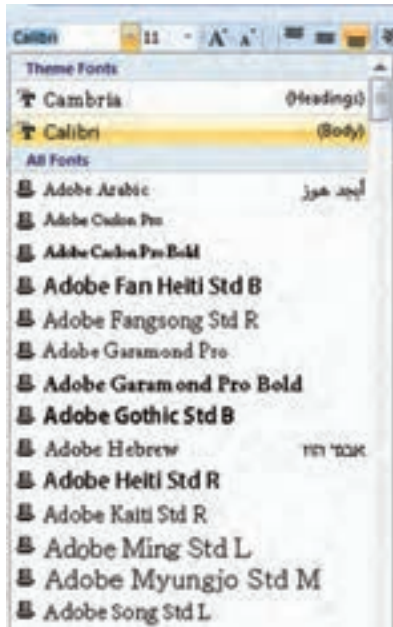 Calibri 11 A A
Theme Fonts
Cambria (Headings)
Calibri (Body)
All Fonts
Adobe Arabic أبجد هوز
Adobe Caslon Pro
Adobe Caslon Pro Bold
Adobe Fan Heiti Std B
Adobe Fangsong Std R
Adobe Garamond Pro
Adobe Garamond Pro Bold
Adobe Gothic Std B
Adobe Hebrew אבגד הוז
Adobe Heiti Std R
Adobe Kaiti Std R
Adobe Ming Std L
Adobe Myungjo Std M
Adobe Song Std L